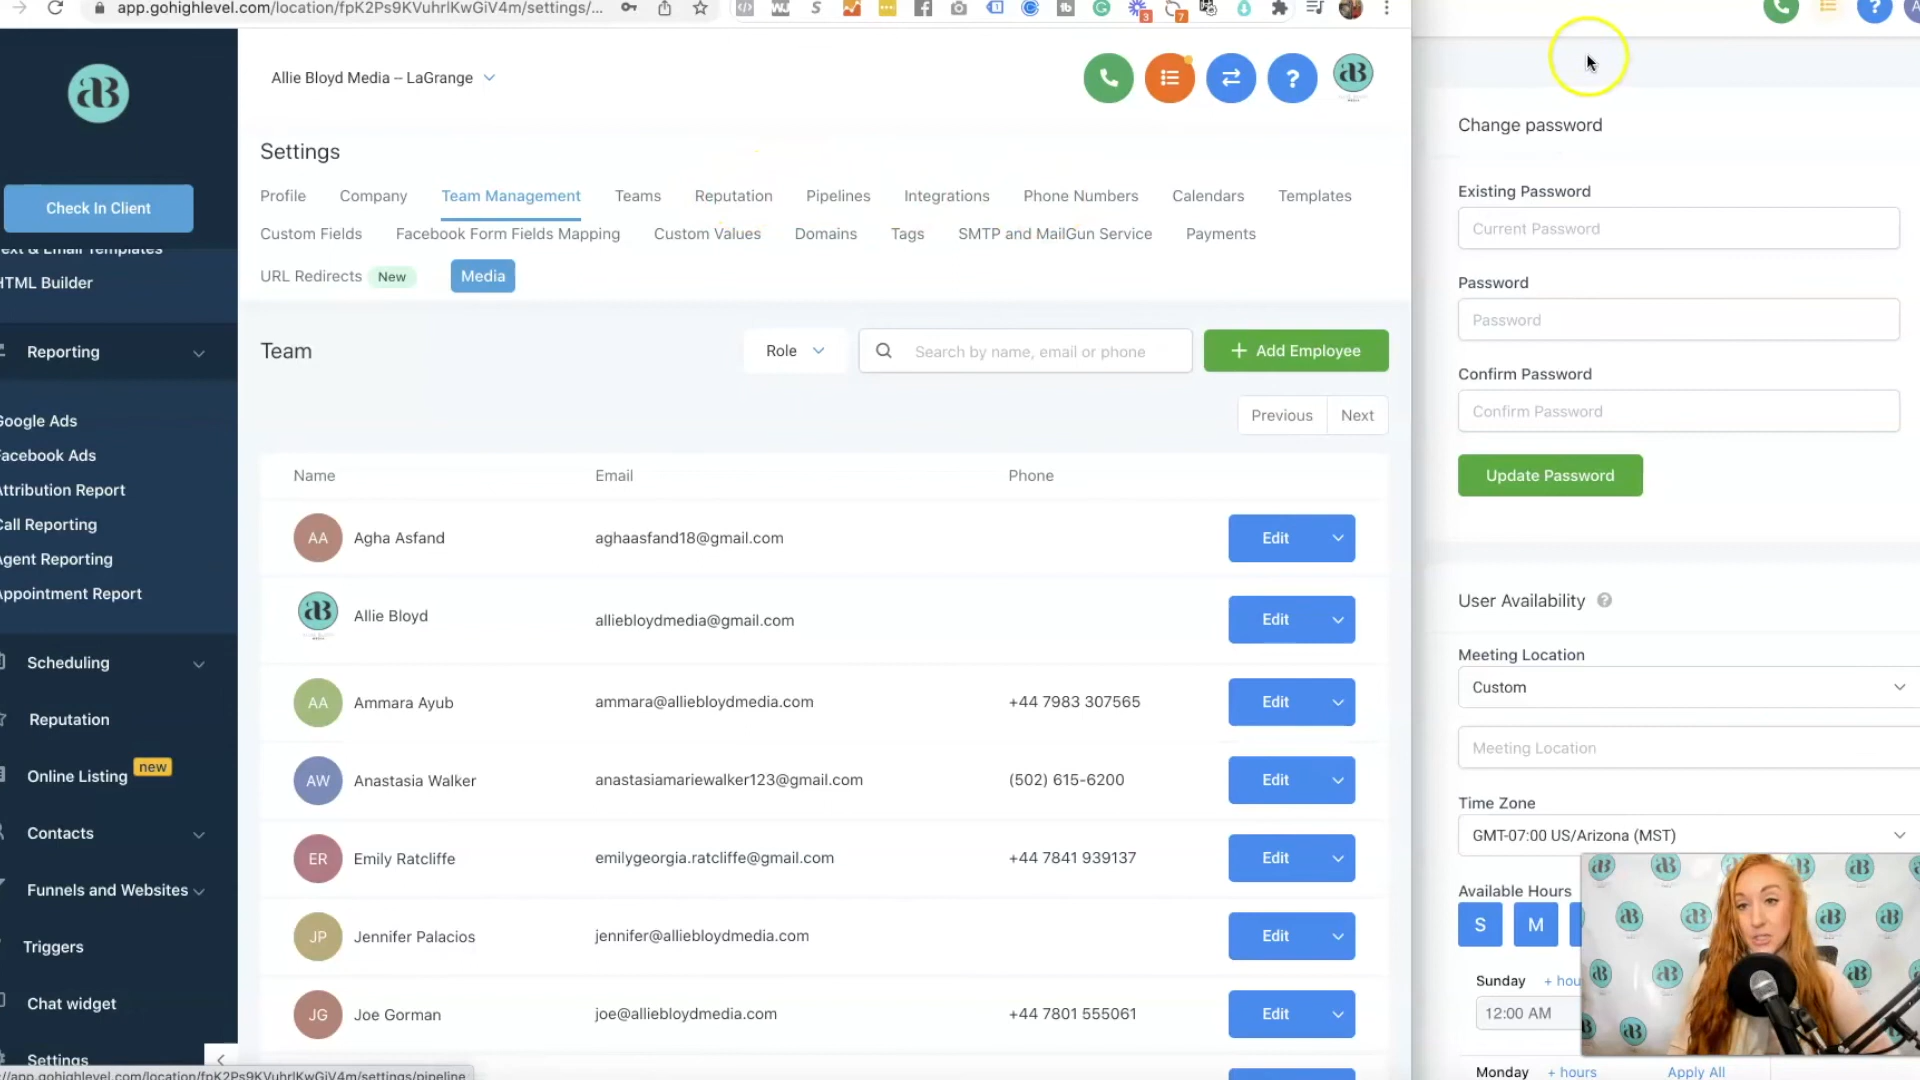 app.gohighlevel.com/location/fpK2Ps9KVuhrlKwGiV4m/settings/...
Allie Bloyd Media – LaGrange
Settings
Profile Company Team Management Teams Reputation Pipelines Integrations Phone Numbers Calendars Templates
Custom Fields Facebook Form Fields Mapping Custom Values Domains Tags SMTP and MailGun Service Payments
URL Redirects New Media
Team Role Search by name, email or phone + Add Employee
Previous Next
Name Email Phone
AA Agha Asfand aghaasfand18@gmail.com Edit
Allie Bloyd alliebloydmedia@gmail.com Edit
AA Ammara Ayub ammara@alliebloydmedia.com +44 7983 307565 Edit
AW Anastasia Walker anastasiamariewalker123@gmail.com (502) 615-6200 Edit
ER Emily Ratcliffe emilygeorgia.ratcliffe@gmail.com +44 7841 939137 Edit
JP Jennifer Palacios jennifer@alliebloydmedia.com Edit
JG Joe Gorman joe@alliebloydmedia.com +44 7801 555061 Edit
ab
Check In Client
ext & Email Templates
HTML Builder
Reporting
Google Ads
Facebook Ads
Attribution Report
Call Reporting
Agent Reporting
Appointment Report
Scheduling
Reputation
Online Listing new
Contacts
Funnels and Websites
Triggers
Chat widget
Settings
//app.gohighlevel.com/location/fpK2Ps9KVuhrlKwGiV4m/settings/pipeline
Change password
Existing Password
Current Password
Password
Password
Confirm Password
Confirm Password
Update Password
User Availability ?
Meeting Location
Custom
Meeting Location
Time Zone
GMT-07:00 US/Arizona (MST)
Available Hours
S M
Sunday + hou
12:00 AM
Monday + hours Apply All